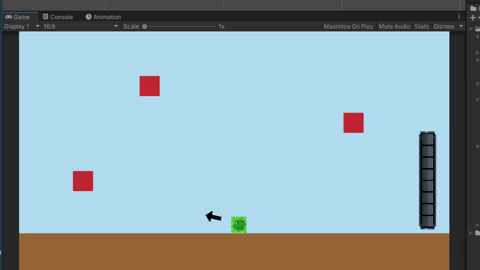 Game Console Animation
Display 1 16:9 Scale 1x Maximize On Play Mute Audio Stats Gizmos